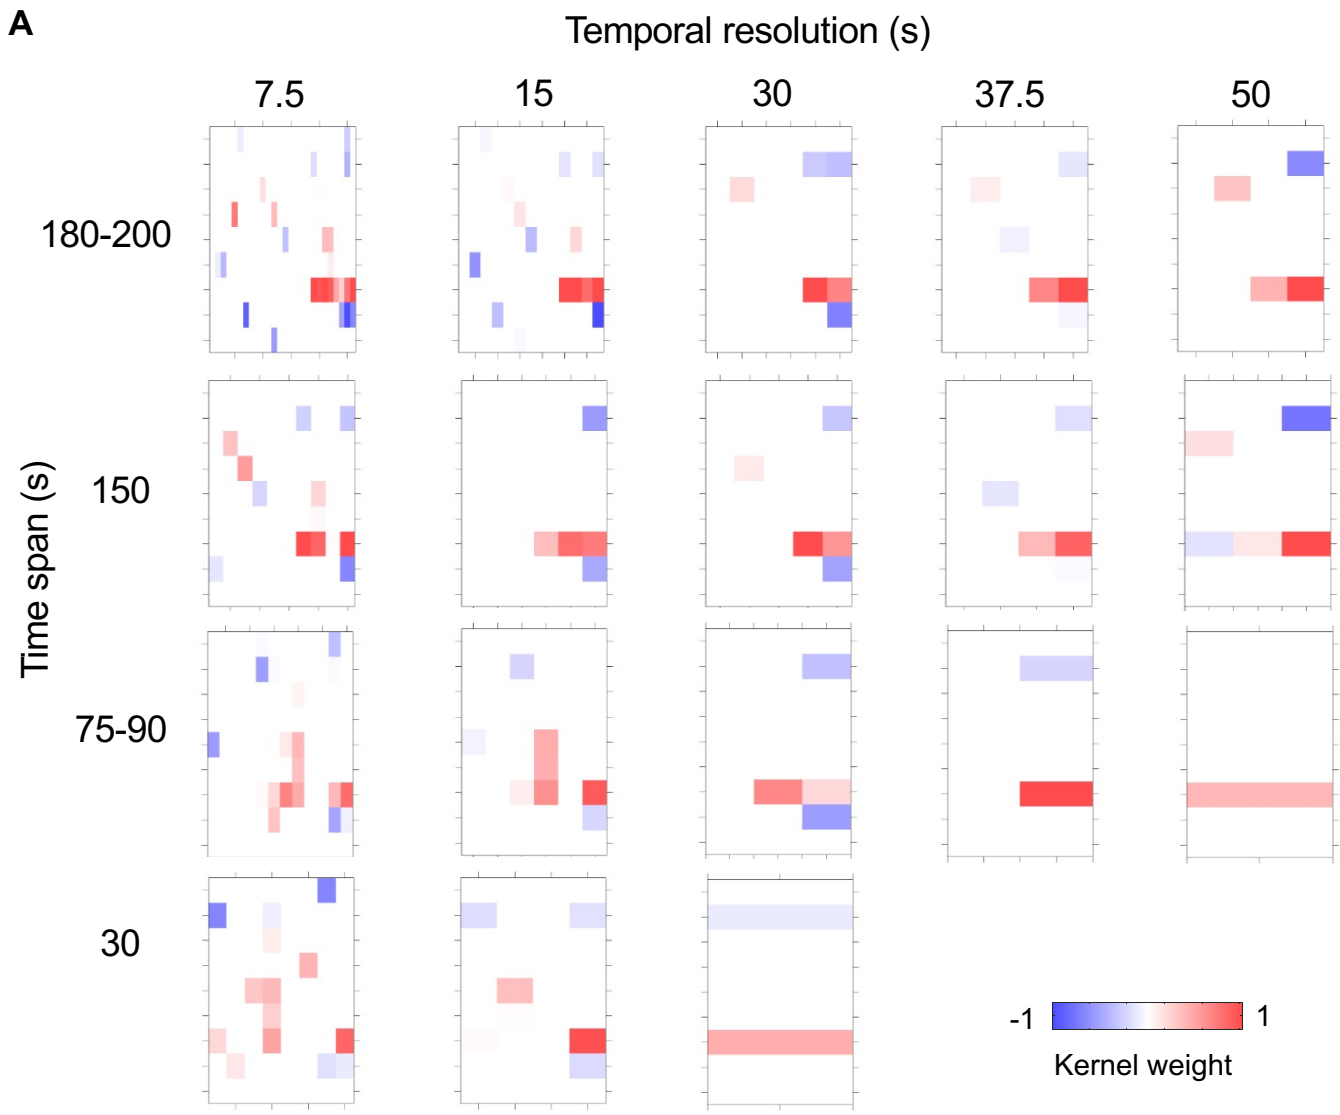 A
Temporal resolution (s)
7.5 15 30 37.5 50
Time span (s)
180-200
150
75-90
30
-1 1
Kernel weight